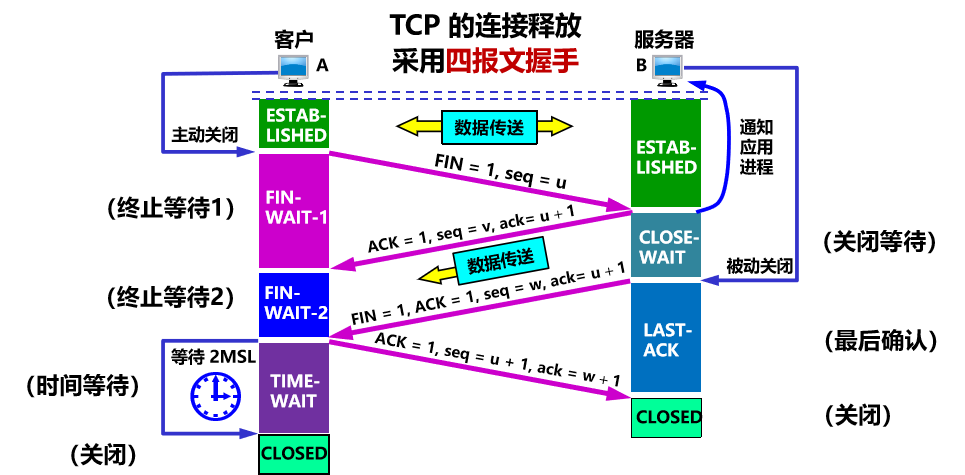 TCP 的连接释放
采用四报文握手
客户
A
服务器
B
ESTAB-
LISHED
数据传送
主动关闭
通知
应用
进程
ESTAB-
LISHED
FIN = 1, seq = u
(终止等待1)
FIN-
WAIT-1
ACK = 1, seq = v, ack= u + 1
CLOSE-
WAIT
(关闭等待)
数据传送
被动关闭
(终止等待2)
FIN-
WAIT-2
FIN = 1, ACK = 1, seq = w, ack= u + 1
LAST-
ACK
(最后确认)
等待 2MSL
ACK = 1, seq = u + 1, ack = w + 1
(时间等待)
TIME-
WAIT
CLOSED
(关闭)
(关闭)
CLOSED